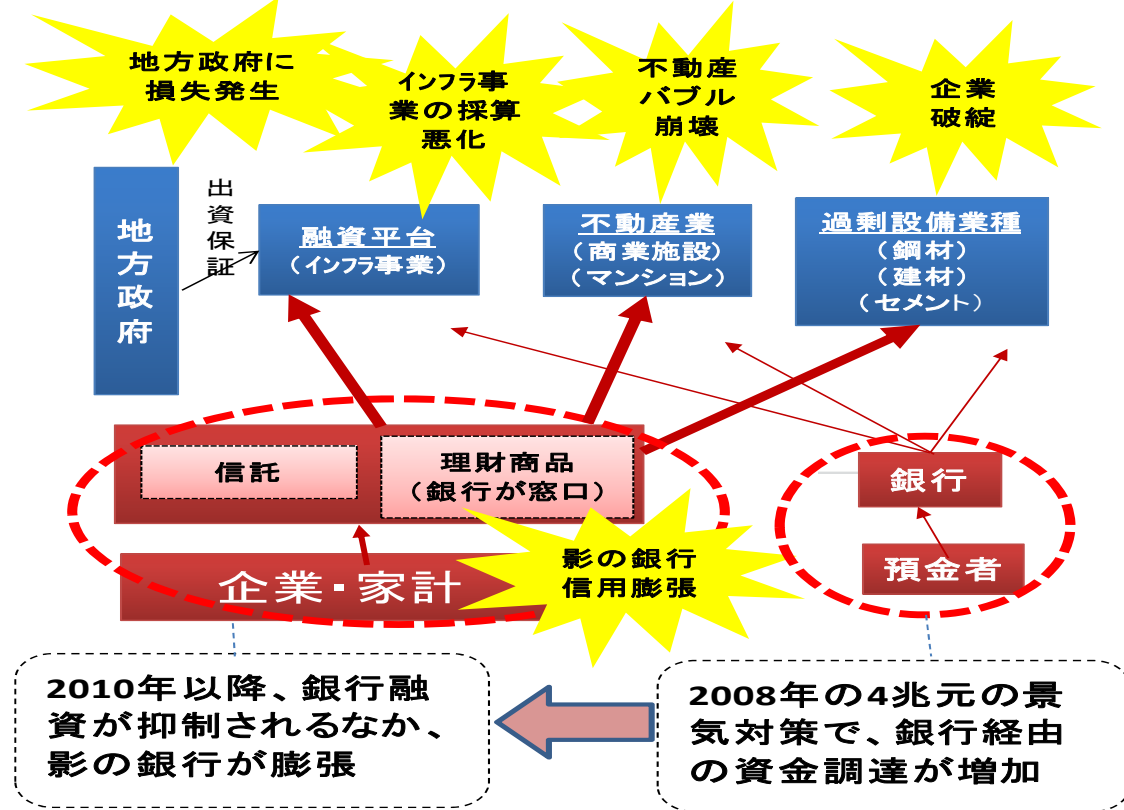 地方政府に
損失発生
インフラ事
業の採算
悪化
不動産
バブル
崩壊
企業
破綻
地
方
政
府
出
資
保
証
融資平台
（インフラ事業）
不動産業
（商業施設）
（マンション）
過剰設備業種
（鋼材）
（建材）
（セメント）
信託
理財商品
（銀行が窓口）
銀行
影の銀行
信用膨張
預金者
企業・家計
2010年以降、銀行融
資が抑制されるなか、
影の銀行が膨張
2008年の4兆元の景
気対策で、銀行経由
の資金調達が増加